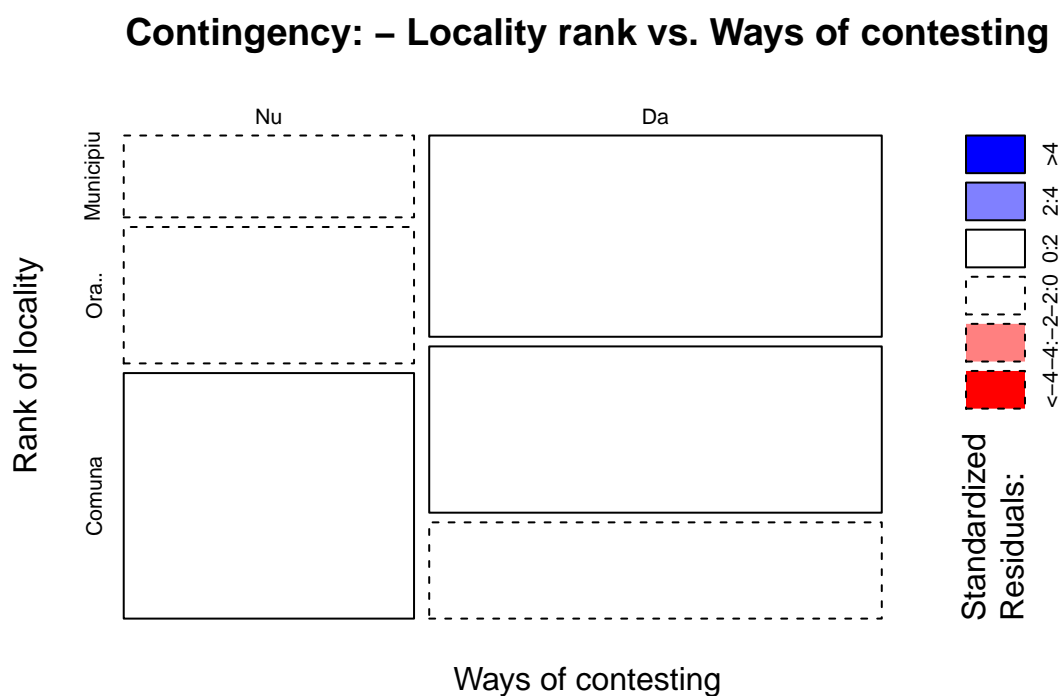 Contingency: – Locality rank vs. Ways of contesting
Nu
Da
Municipiu
Ora..
Comuna
Rank of locality
Ways of contesting
Standardized
Residuals:
<−4
−4:−2
−2:0
0:2
2:4
>4